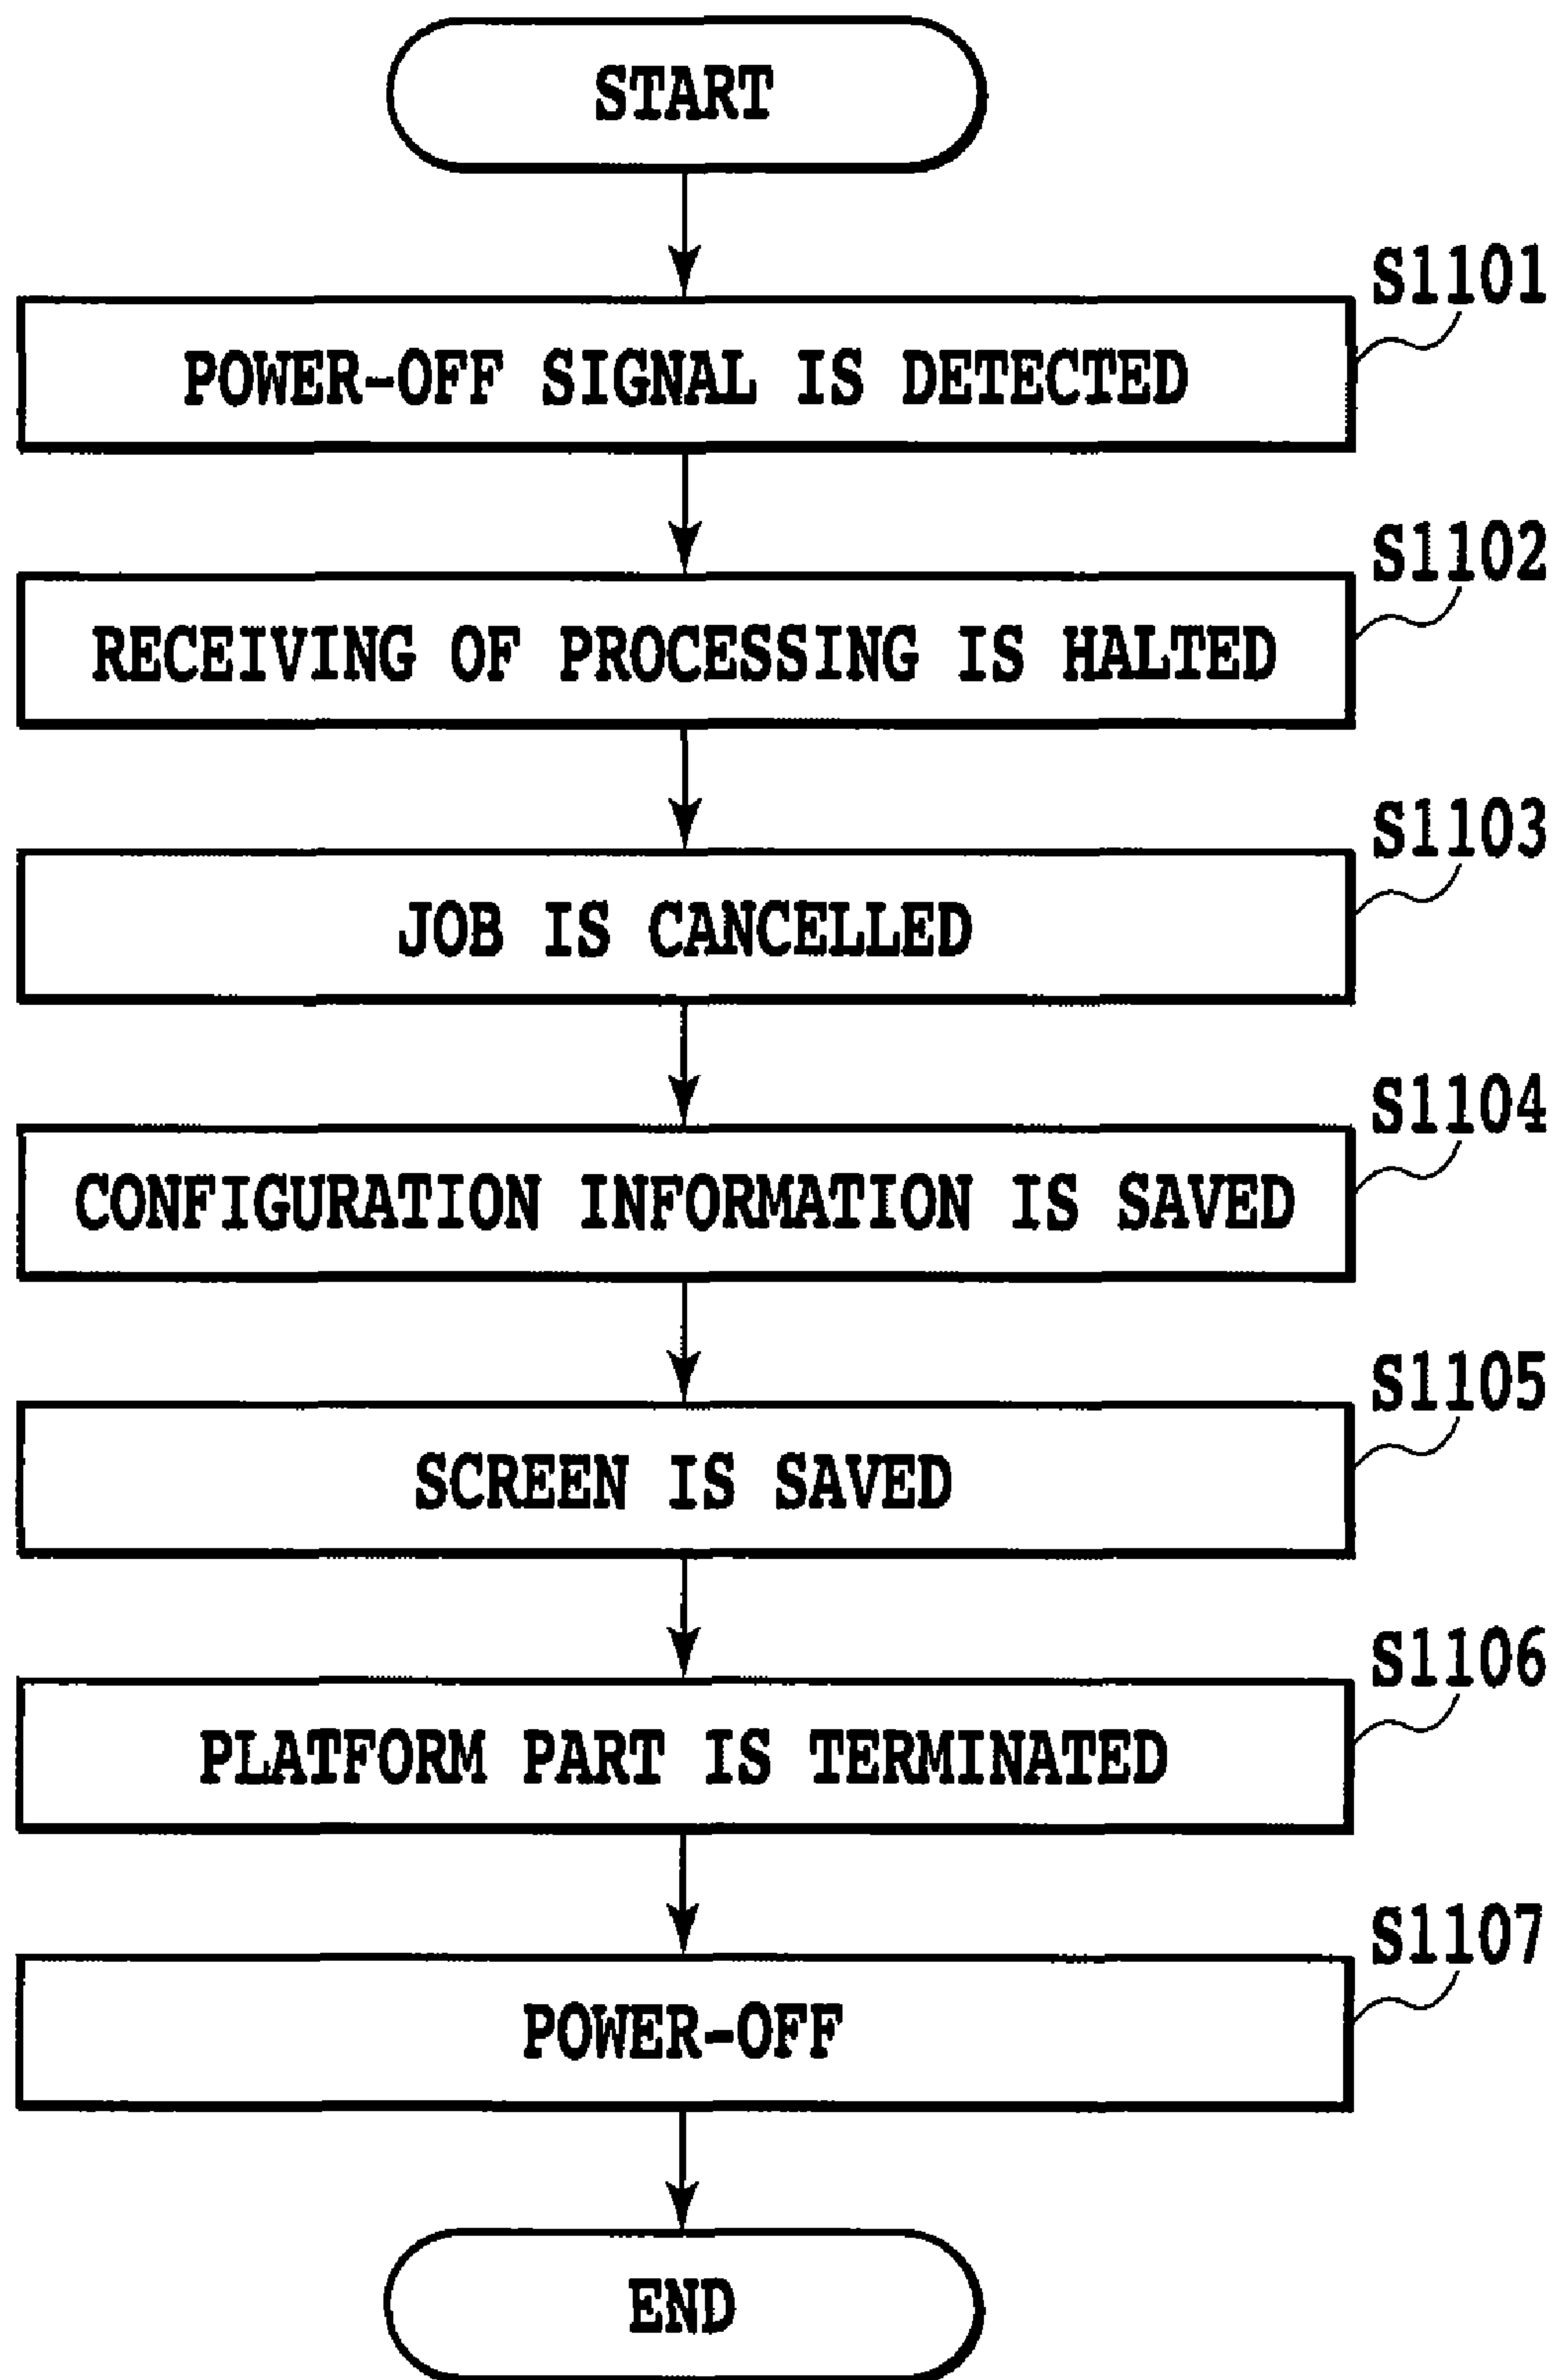 START
S1101
POWER-OFF SIGNAL IS DETECTED
S1102
RECEIVING OF PROCESSING IS HALTED
S1103
JOB IS CANCELLED
S1104
CONFIGURATION INFORMATION IS SAVED
S1105
SCREEN IS SAVED
S1106
PLATFORM PART IS TERMINATED
S1107
POWER-OFF
END